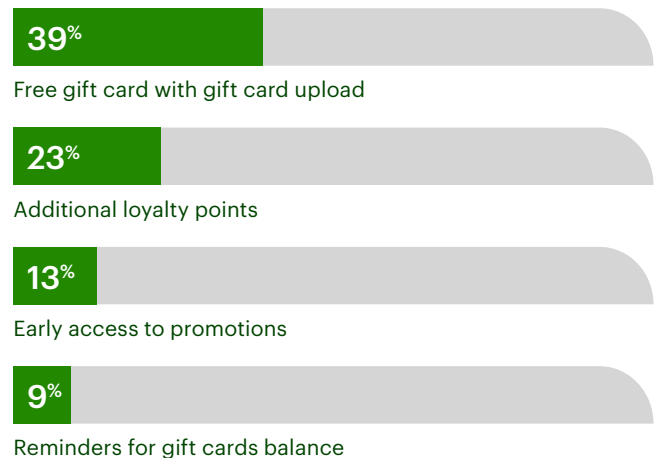 39%
Free gift card with gift card upload
23%
Additional loyalty points
13%
Early access to promotions
9%
Reminders for gift cards balance